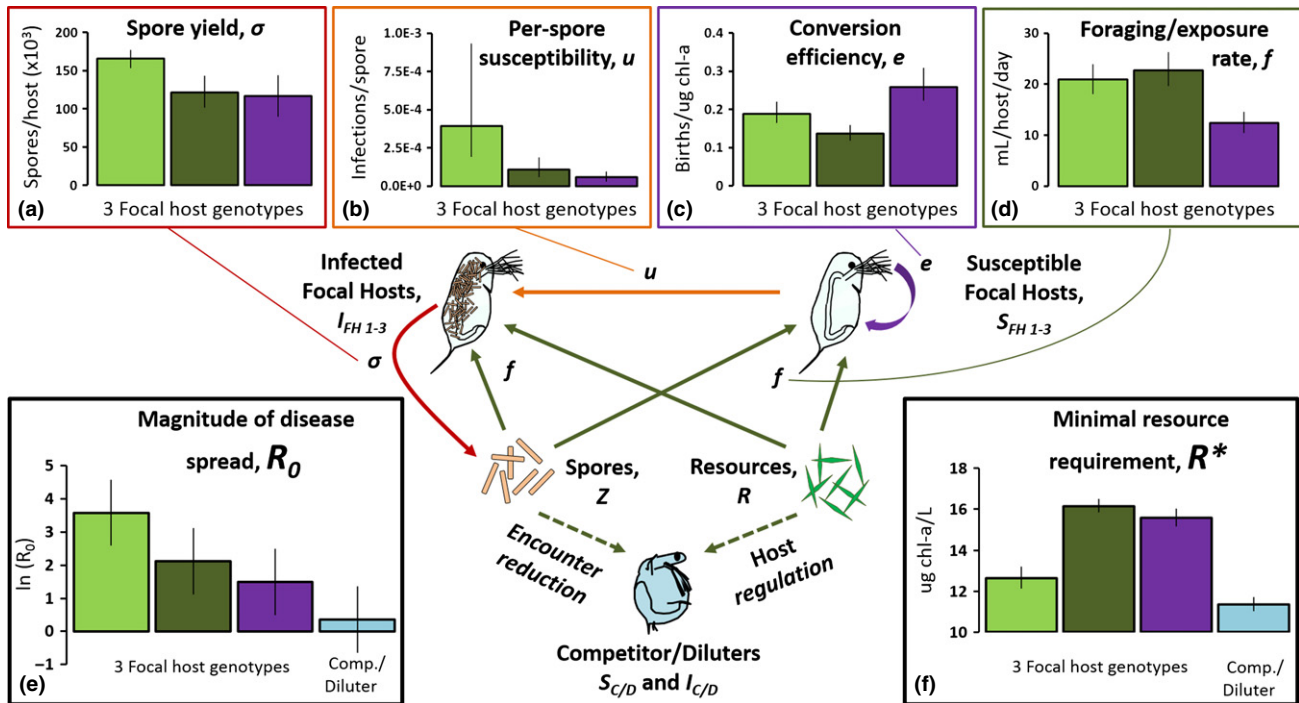 Spore yield, σ
Spores/host (x10³)
200
150
100
50
0
(a)
3 Focal host genotypes
Per-spore
susceptibility, u
Infections/spore
1.0E-3
7.5E-4
5.0E-4
2.5E-4
0.0E+0
(b)
3 Focal host genotypes
Conversion
efficiency, e
Births/ug chl-a
0.4
0.3
0.2
0.1
0
(c)
3 Focal host genotypes
Foraging/exposure
rate, f
mL/host/day
30
20
10
0
(d)
3 Focal host genotypes
Infected
Focal Hosts,
I FH 1-3
u
e
Susceptible
Focal Hosts,
S FH 1-3
σ
f
f
Spores,
Z
Resources,
R
Encounter
reduction
Host
regulation
Competitor/Diluters
S C/D and I C/D
Magnitude of disease
spread, R0
ln (R0)
5
4
3
2
1
0
−1
3 Focal host genotypes
Comp./
Diluter
(e)
Minimal resource
requirement, R*
ug chl-a/L
18
16
14
12
10
3 Focal host genotypes
Comp./
Diluter
(f)